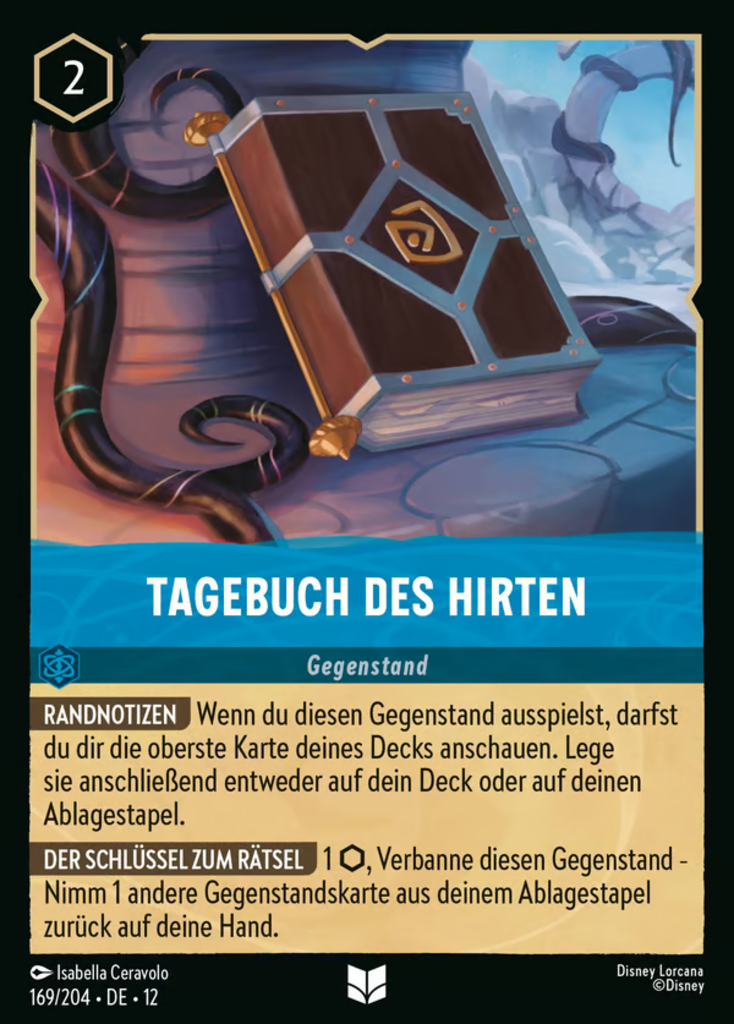 2
TAGEBUCH DES HIRTEN
Gegenstand
RANDNOTIZEN Wenn du diesen Gegenstand ausspielst, darfst
du dir die oberste Karte deines Decks anschauen. Lege
sie anschließend entweder auf dein Deck oder auf deinen
Ablagestapel.
DER SCHLÜSSEL ZUM RÄTSEL 1 ⬡, Verbanne diesen Gegenstand -
Nimm 1 andere Gegenstandskarte aus deinem Ablagestapel
zurück auf deine Hand.
Isabella Ceravolo
Disney Lorcana
169/204 • DE • 12
©Disney